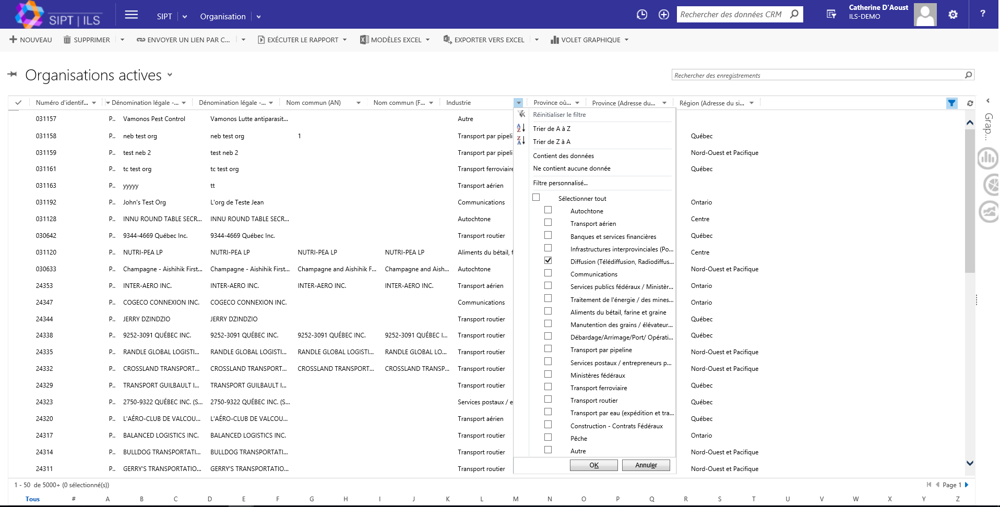 SIPT | ILS
SIPT Organisation
Rechercher des données CRM
Catherine D'Aoust
ILS-DEMO
?
NOUVEAU SUPPRIMER ENVOYER UN LIEN PAR C... EXÉCUTER LE RAPPORT MODÈLES EXCEL EXPORTER VERS EXCEL VOLET GRAPHIQUE
Organisations actives
Rechercher des enregistrements
Numéro d'identif... Dénomination légale -... Dénomination légale -... Nom commun (AN) Nom commun (F... Industrie Province où... Province (Adresse du... Région (Adresse du si...
031157 P.. Vamonos Pest Control Vamonos Lutte antiparasit... Autre
031158 P.. neb test org neb test org 1 Transport par pipeli Québec
031159 P.. test neb 2 test neb 2 Transport par pipeli Nord-Ouest et Pacifique
031161 P.. tc test org tc test org Transport ferroviaire Québec
031163 P.. yyyyy tt Transport aérien
031192 P.. John's Test Org L'org de Teste Jean Communications Ontario
031128 P.. INNU ROUND TABLE SECR... INNU ROUND TABLE SECR... Autochtone Centre
030642 P.. 9344-4669 Québec Inc. 9344-4669 Québec Inc. Transport routier Québec
031120 P.. NUTRI-PEA LP NUTRI-PEA LP NUTRI-PEA LP NUTRI-PEA LP Aliments du bétail, f Centre
030633 P.. Champagne - Aishihik First... Champagne - Aishihik First... Champagne and Aishihik F... Champagne and Aish... Autochtone Nord-Ouest et Pacifique
24353 P.. INTER-AERO INC. INTER-AERO INC. INTER-AERO INC. INTER-AERO INC. Transport aérien Ontario
24347 P.. COGECO CONNEXION INC. COGECO CONNEXION INC. Communications Ontario
24344 P.. JERRY DZINDZIO JERRY DZINDZIO Transport routier Québec
24338 P.. 9252-3091 QUÉBEC INC. 9252-3091 QUÉBEC INC. 9252-3091 QUÉBEC INC. 9252-3091 QUÉBEC I... Transport routier Québec
24335 P.. RANDLE GLOBAL LOGISTI... RANDLE GLOBAL LOGISTI... RANDLE GLOBAL LOGISTI... RANDLE GLOBAL LO... Transport routier Nord-Ouest et Pacifique
24332 P.. CROSSLAND TRANSPORT... CROSSLAND TRANSPORT... CROSSLAND TRANSPORT... CROSSLAND TRANSP... Transport routier Nord-Ouest et Pacifique
24329 P.. TRANSPORT GUILBAULT I... TRANSPORT GUILBAULT I... Transport routier Québec
24323 P.. 2750-9322 QUÉBEC INC. (S... 2750-9322 QUÉBEC INC. (S... Services postaux / e Québec
24320 P.. L'AÉRO-CLUB DE VALCOU... L'AÉRO-CLUB DE VALCOU... Transport aérien Québec
24317 P.. BALANCED LOGISTICS INC. BALANCED LOGISTICS INC. Transport routier Ontario
24314 P.. BULLDOG TRANSPORTATI... BULLDOG TRANSPORTATI... Transport routier Nord-Ouest et Pacifique
24311 P.. GERRY'S TRANSPORTATIO... GERRY'S TRANSPORTATIO... Transport routier Nord-Ouest et Pacifique
Réinitialiser le filtre
Trier de A à Z
Trier de Z à A
Contient des données
Ne contient aucune donnée
Filtre personnalisé...
Sélectionner tout
Autochtone
Transport aérien
Banques et services financières
Infrastructures interprovinciales (Po...
Diffusion (Télédiffusion, Radiodiffus...
Communications
Services publics fédéraux / Ministèr...
Traitement de l'énergie / des mines...
Aliments du bétail, farine et graine
Manutention des grains / élévateur...
Débardage/Arrimage/Port/ Opérati...
Transport par pipeline
Services postaux / entrepreneurs p...
Ministères fédéraux
Transport ferroviaire
Transport routier
Transport par eau (expédition et tra...
Construction - Contrats Fédéraux
Pêche
Autre
OK Annuler
Grap...
1 - 50 de 5000+ (0 sélectionné(s)) Page 1
Tous # A B C D E F G H I J K L M N O P Q R S T U V W X Y Z